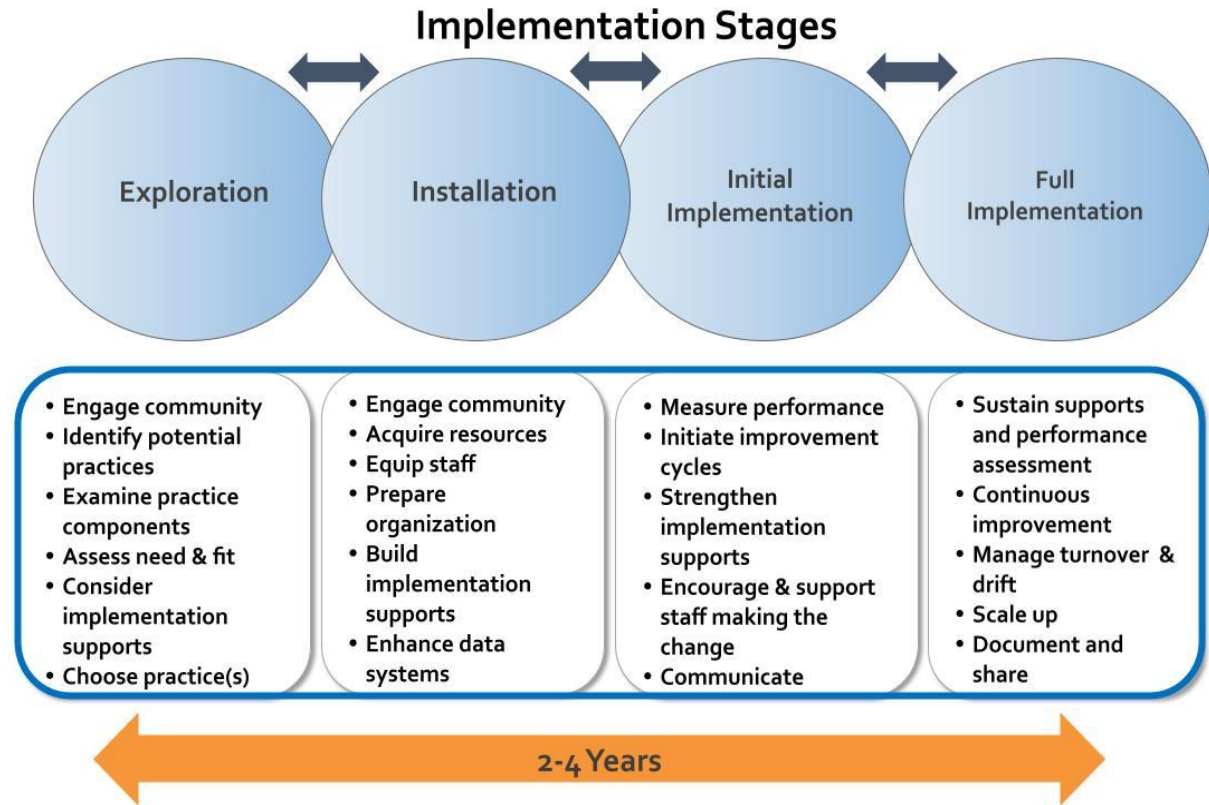 Implementation Stages
Exploration
Installation
Initial
Implementation
Full
Implementation
• Engage community
• Identify potential
practices
• Examine practice
components
• Assess need & fit
• Consider
implementation
supports
• Choose practice(s)
• Engage community
• Acquire resources
• Equip staff
• Prepare
organization
• Build
implementation
supports
• Enhance data
systems
• Measure performance
• Initiate improvement
cycles
• Strengthen
implementation
supports
• Encourage & support
staff making the
change
• Communicate
• Sustain supports
and performance
assessment
• Continuous
improvement
• Manage turnover & 
drift
• Scale up
• Document and
share
2-4 Years